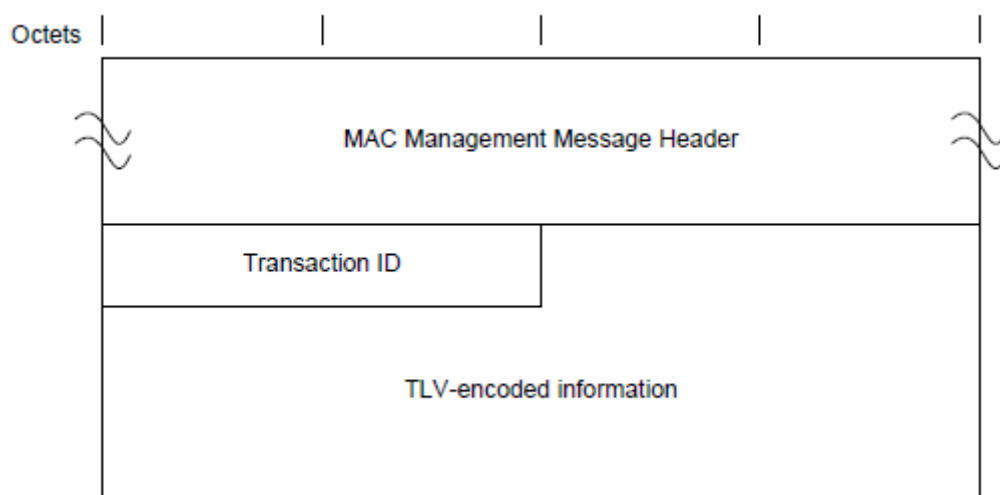 Octets
MAC Management Message Header
Transaction ID
TLV-encoded information